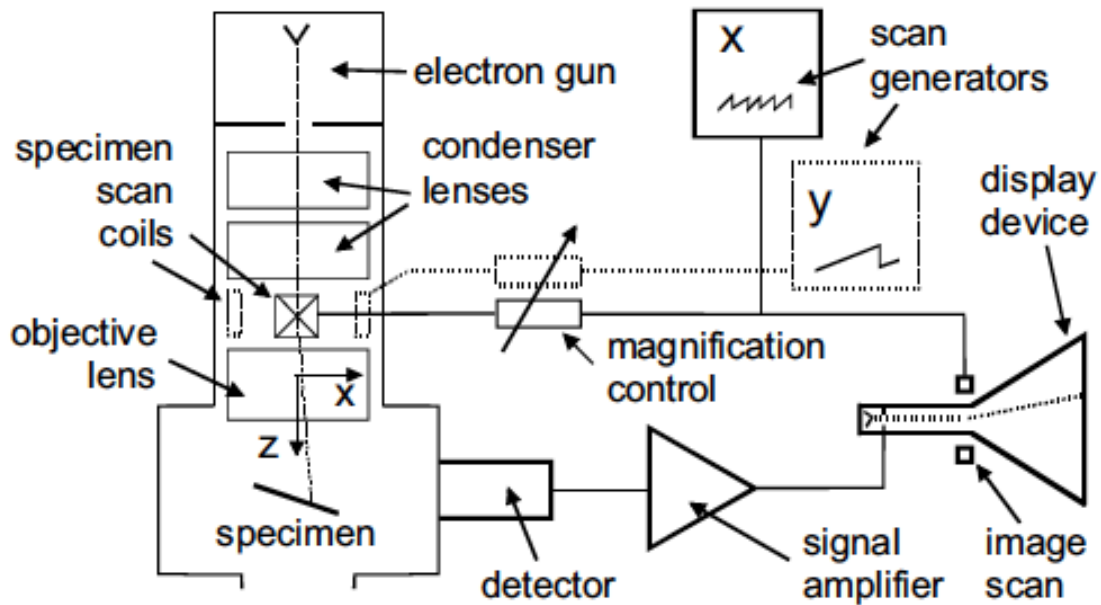 electron gun
specimen
scan
coils
condenser
lenses
objective
lens
x
z
specimen
detector
signal
amplifier
magnification
control
x
scan
generators
y
display
device
image
scan